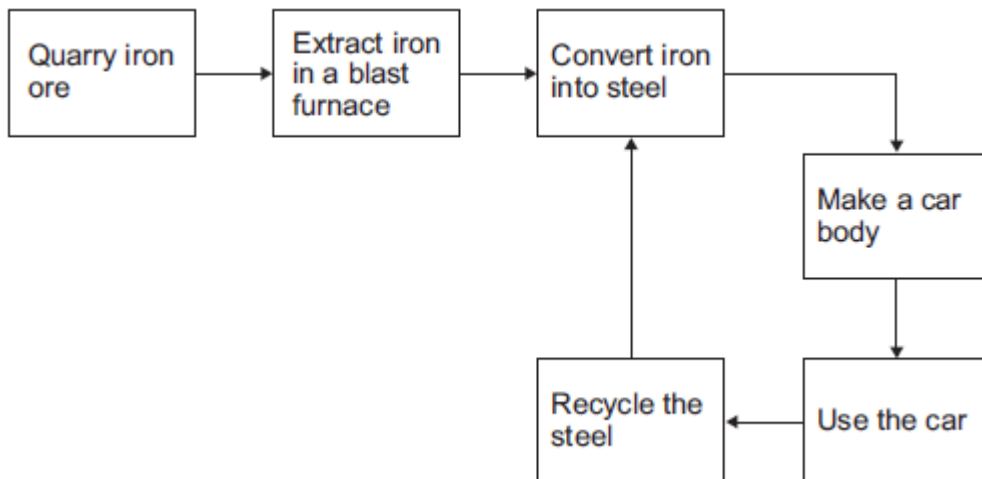 Quarry iron
ore
Extract iron
in a blast
furnace
Convert iron
into steel
Make a car
body
Use the car
Recycle the
steel